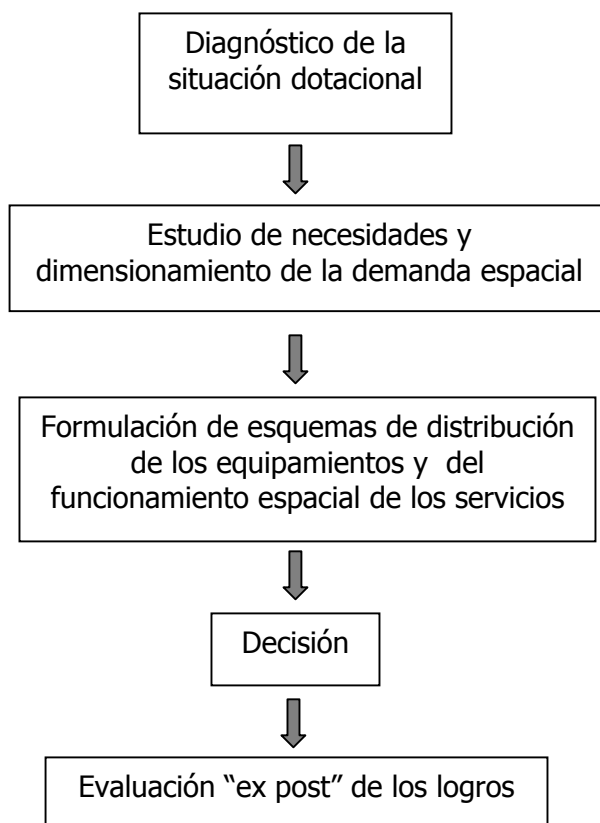 Diagnóstico de la
situación dotacional
Estudio de necesidades y
dimensionamiento de la demanda espacial
Formulación de esquemas de distribución
de los equipamientos y  del
funcionamiento espacial de los servicios
Decisión
Evaluación “ex post” de los logros